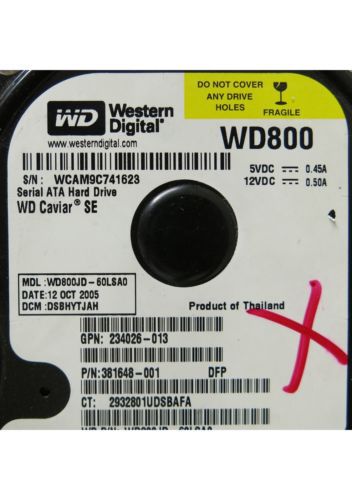 DO NOT COVER
ANY DRIVE
HOLES
FRAGILE
WD Western
Digital®
www.westerndigital.com
WD800
5VDC 0.45A
12VDC 0.50A
S/N: WCAM9C741623
Serial ATA Hard Drive
WD Caviar® SE
MDL: WD800JD-60LSA0
DATE: 12 OCT 2005
DCM: DSBHYTJAH
Product of Thailand
GPN: 234026-013
P/N: 381648-001 DFP
CT: 2932801UDSBAFA